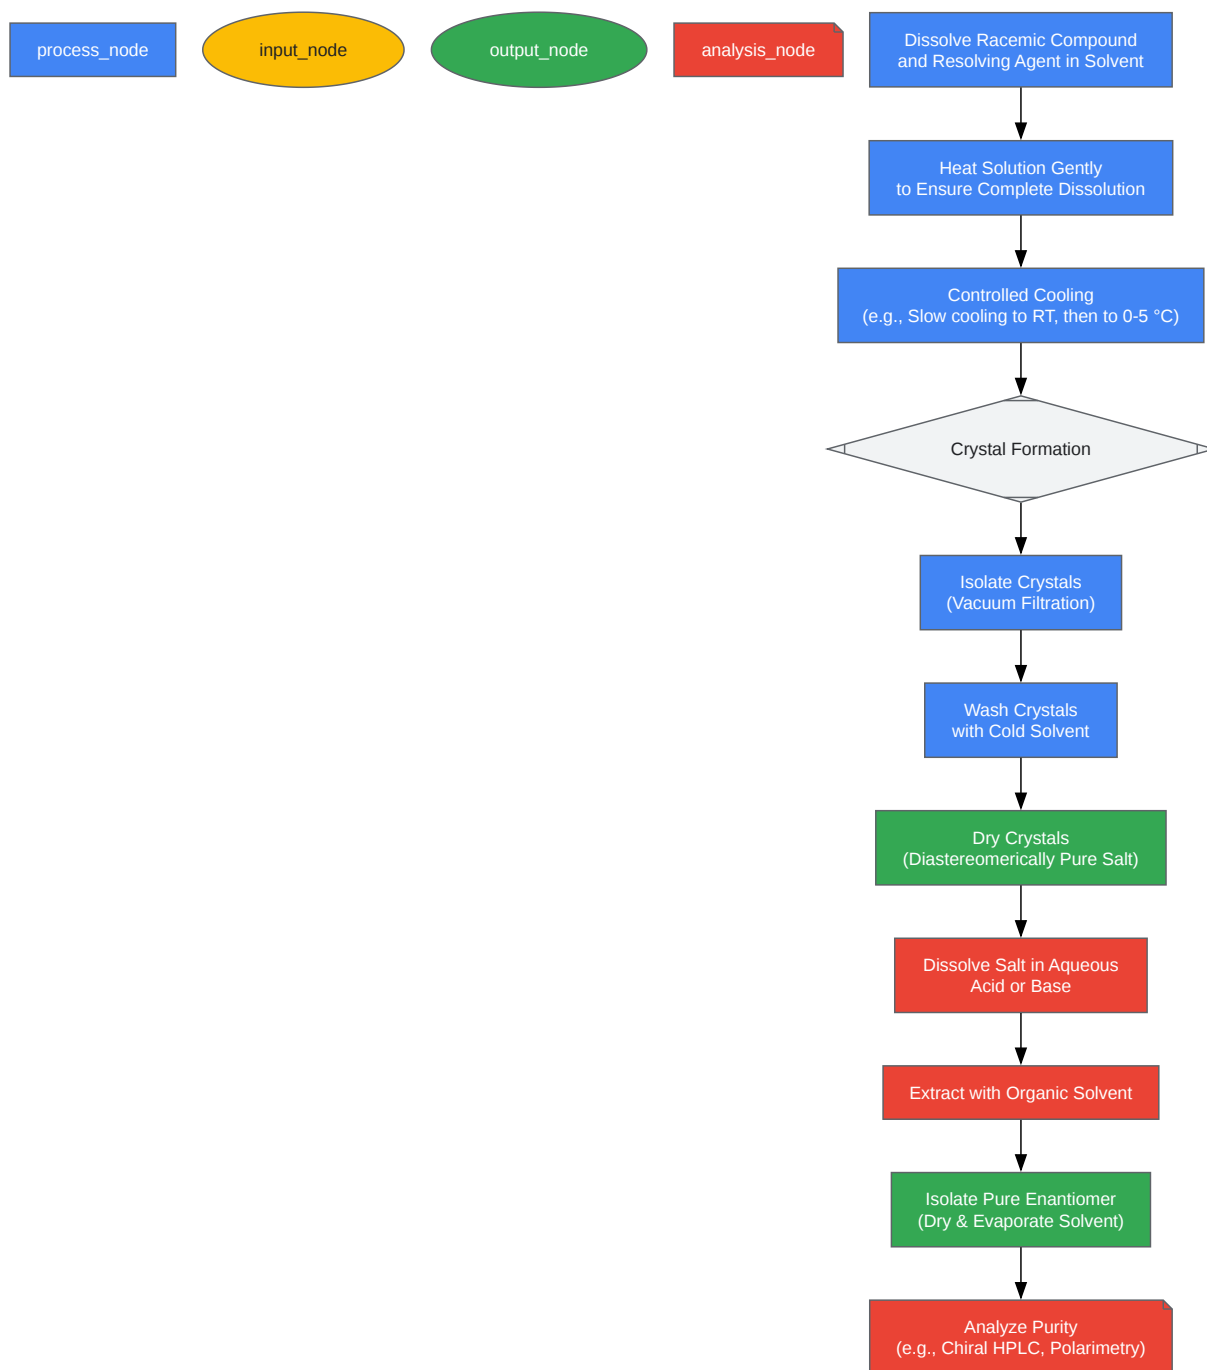 process_node
input_node
output_node
analysis_node
Dissolve Racemic Compound
and Resolving Agent in Solvent
Heat Solution Gently
to Ensure Complete Dissolution
Controlled Cooling
(e.g., Slow cooling to RT, then to 0-5 °C)
Crystal Formation
Isolate Crystals
(Vacuum Filtration)
Wash Crystals
with Cold Solvent
Dry Crystals
(Diastereomerically Pure Salt)
Dissolve Salt in Aqueous
Acid or Base
Extract with Organic Solvent
Isolate Pure Enantiomer
(Dry & Evaporate Solvent)
Analyze Purity
(e.g., Chiral HPLC, Polarimetry)